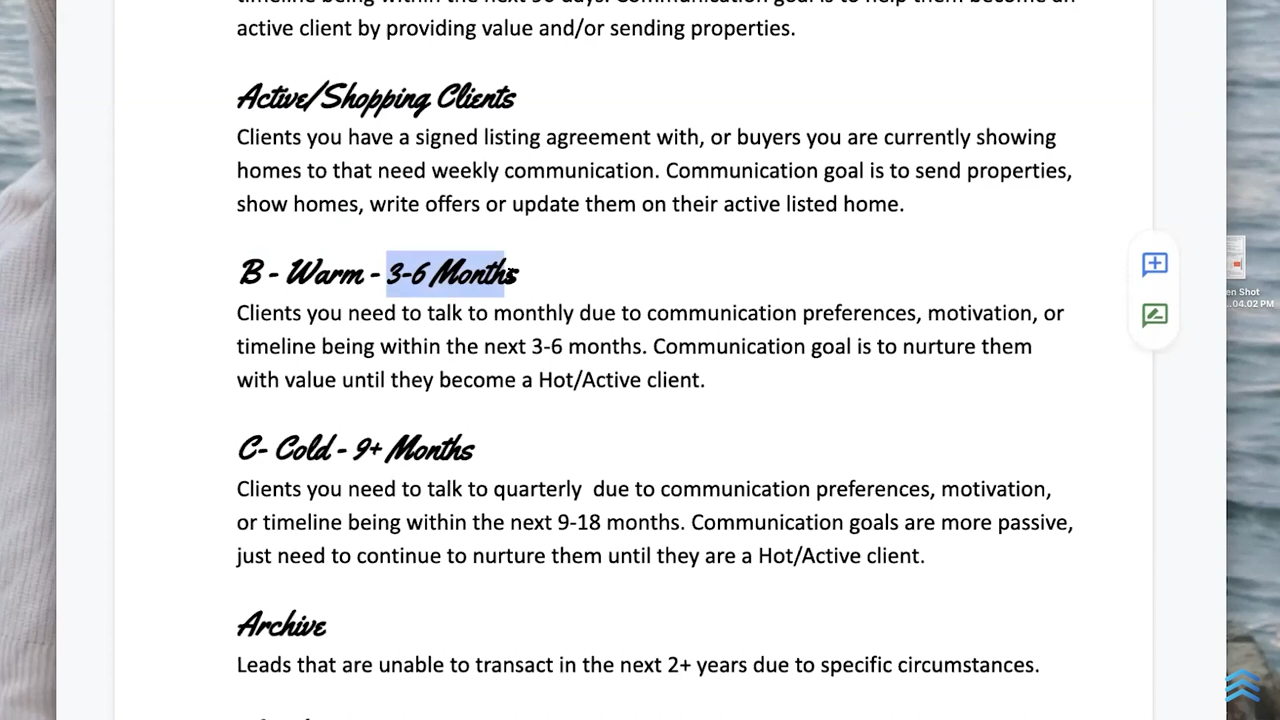 active client by providing value and/or sending properties.
Active/Shopping Clients
Clients you have a signed listing agreement with, or buyers you are currently showing
homes to that need weekly communication. Communication goal is to send properties,
show homes, write offers or update them on their active listed home.
B - Warm - 3-6 Months
Clients you need to talk to monthly due to communication preferences, motivation, or
timeline being within the next 3-6 months. Communication goal is to nurture them
with value until they become a Hot/Active client.
C- Cold - 9+ Months
Clients you need to talk to quarterly  due to communication preferences, motivation,
or timeline being within the next 9-18 months. Communication goals are more passive,
just need to continue to nurture them until they are a Hot/Active client.
Archive
Leads that are unable to transact in the next 2+ years due to specific circumstances.
en Shot
...04.02 PM